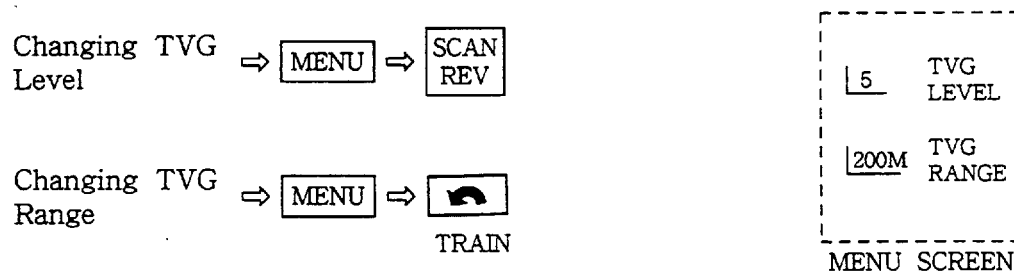 Changing TVG
Level
⇒ MENU ⇒ SCAN
REV
Changing TVG
Range
⇒ MENU ⇒
TRAIN
5 TVG
LEVEL
200M TVG
RANGE
MENU SCREEN